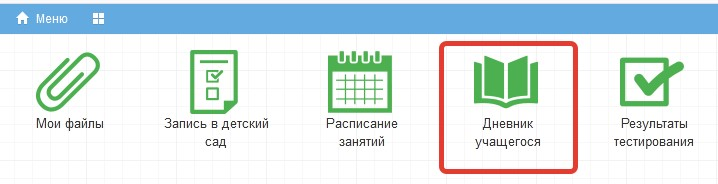 Меню
Мои файлы
Запись в детский
сад
Расписание
занятий
Дневник
учащегося
Результаты
тестирования